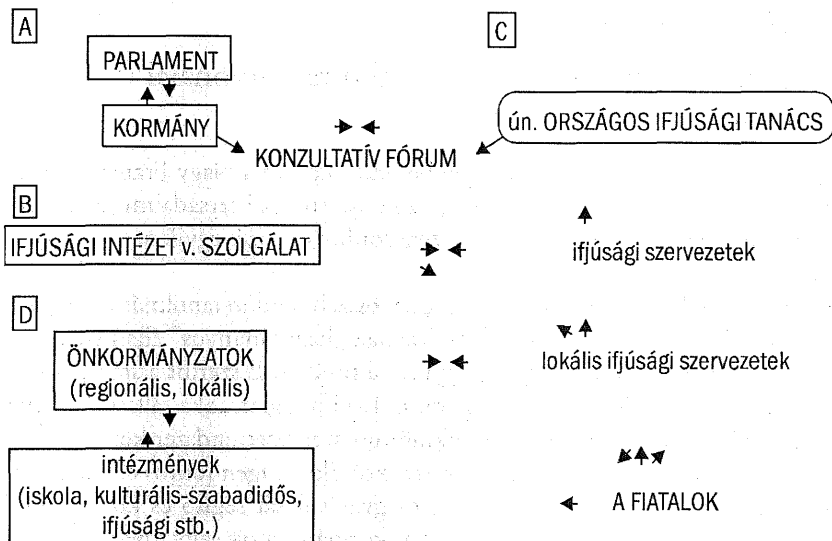 A
C
PARLAMENT
KORMÁNY
ún. ORSZÁGOS IFJÚSÁGI TANÁCS
KONZULTATÍV FÓRUM
B
IFJÚSÁGI INTÉZET v. SZOLGÁLAT
ifjúsági szervezetek
D
ÖNKORMÁNYZATOK
(regionális, lokális)
lokális ifjúsági szervezetek
intézmények
(iskola, kulturális-szabadidős,
ifjúsági stb.)
A FIATALOK